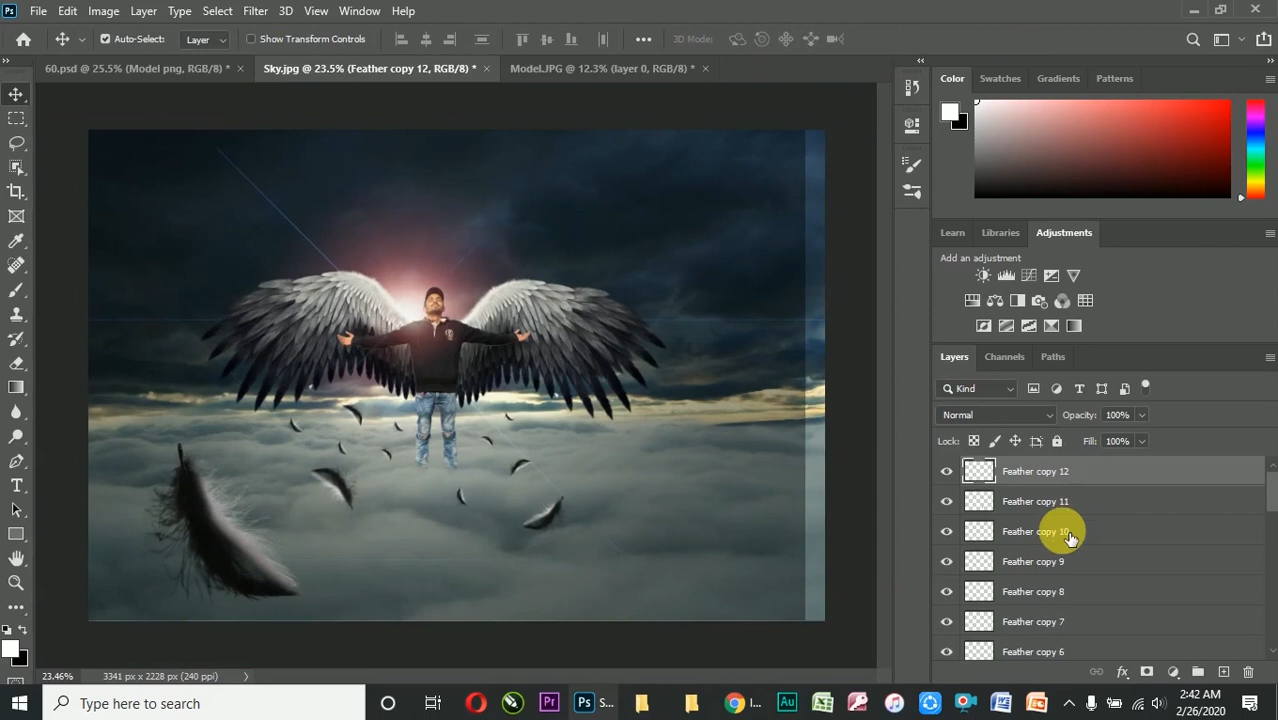 Ps File Edit Image Layer Type Select Filter 3D View Window Help
Auto-Select: Layer Show Transform Controls 3D Mode:
60.psd @ 25.5% (Model png, RGB/8) * × Sky.jpg @ 23.5% (Feather copy 12, RGB/8) * × Model.JPG @ 12.3% (layer 0, RGB/8) * ×
Color Swatches Gradients Patterns
Learn Libraries Adjustments
Add an adjustment
Layers Channels Paths
Kind
Normal Opacity: 100%
Lock: Fill: 100%
Feather copy 12
Feather copy 11
Feather copy 10
Feather copy 9
Feather copy 8
Feather copy 7
Feather copy 6
23.46% 3341 px x 2228 px (240 ppi)
Type here to search Pr Ps S... I... Au
2:42 AM
2/26/2020